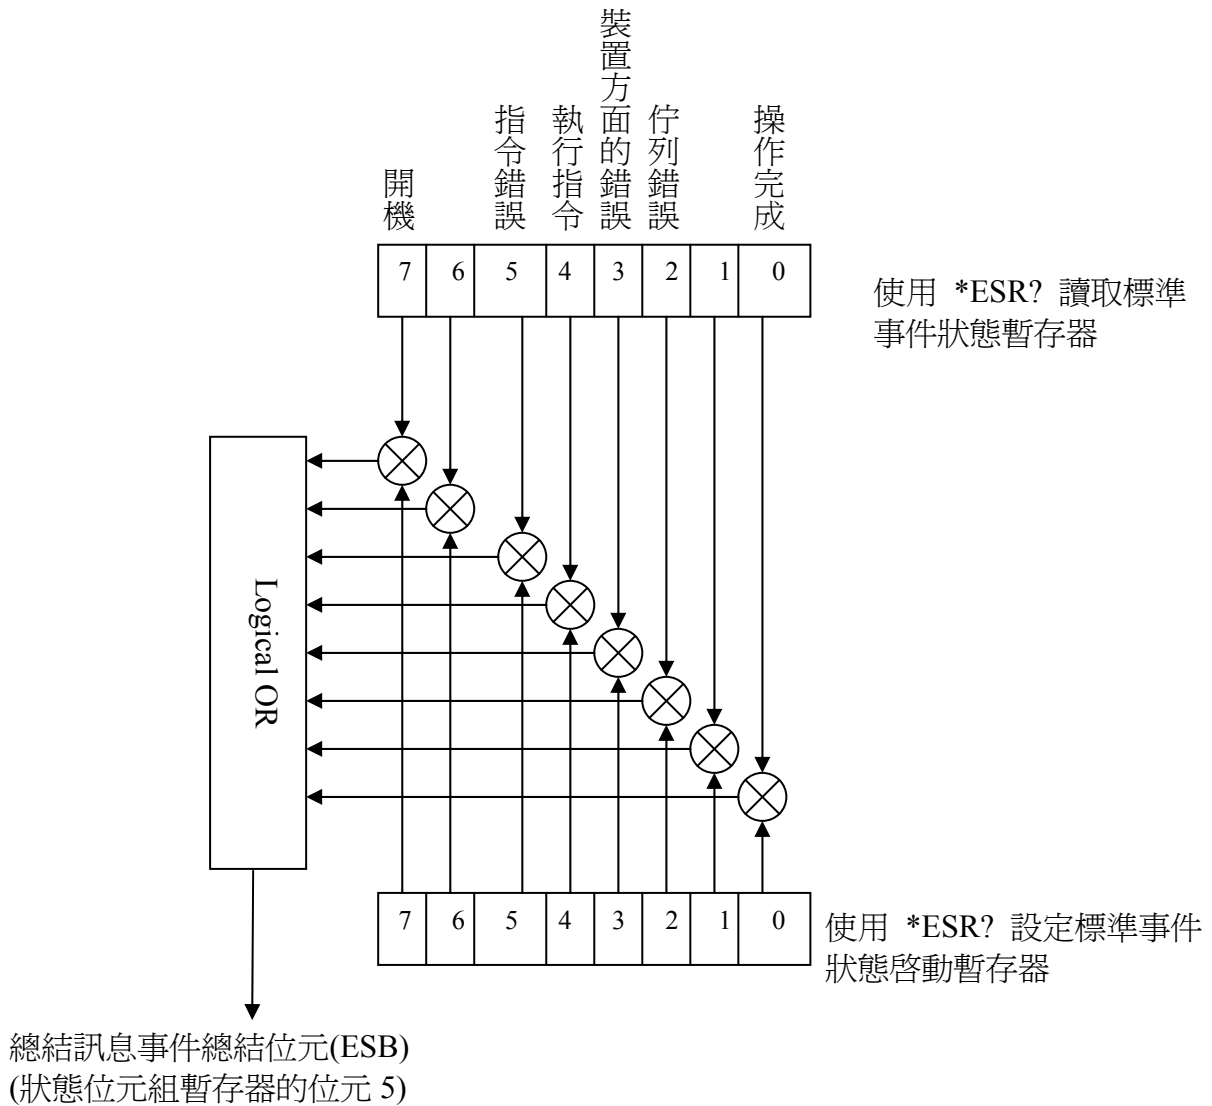 開機
指令錯誤
執行指令
裝置方面的錯誤
佇列錯誤
操作完成
7 6 5 4 3 2 1 0
使用 *ESR? 讀取標準
事件狀態暫存器
Logical OR
7 6 5 4 3 2 1 0
使用 *ESR? 設定標準事件
狀態啓動暫存器
總結訊息事件總結位元(ESB)
(狀態位元組暫存器的位元 5)